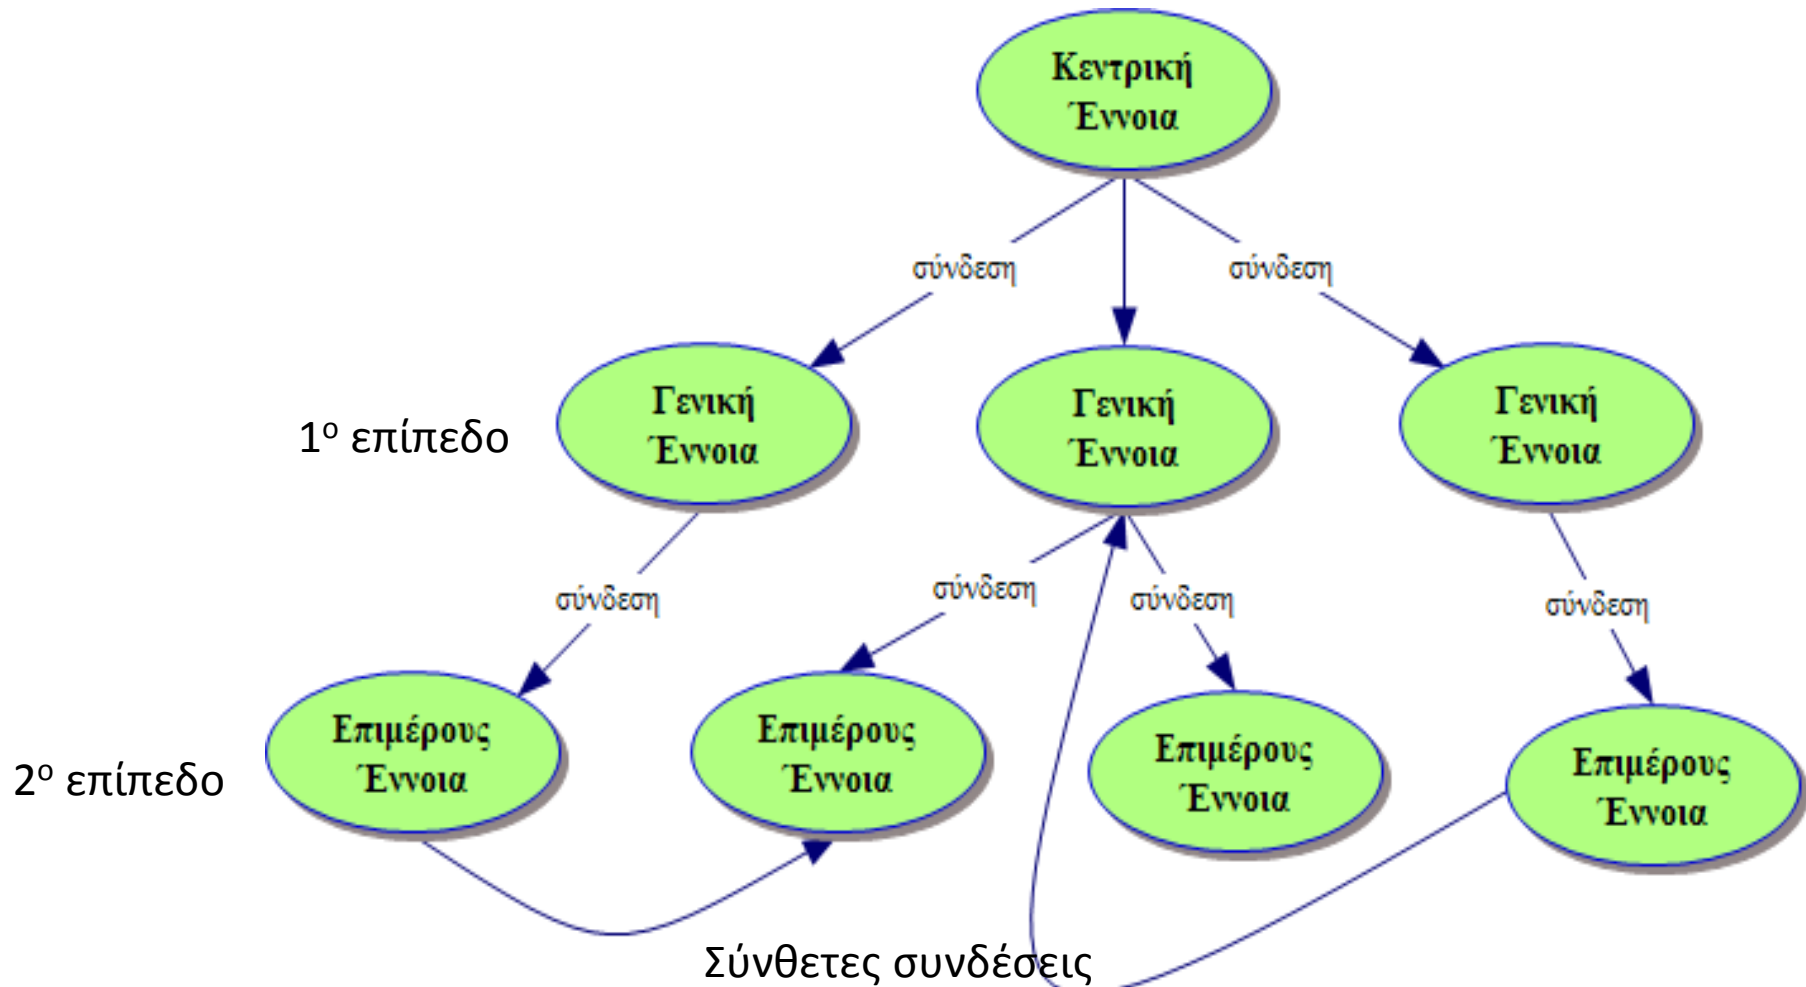 Κεντρική
Έννοια
σύνδεση
σύνδεση
1ο επίπεδο
Γενική
Έννοια
Γενική
Έννοια
Γενική
Έννοια
σύνδεση
σύνδεση
σύνδεση
σύνδεση
2ο επίπεδο
Επιμέρους
Έννοια
Επιμέρους
Έννοια
Επιμέρους
Έννοια
Επιμέρους
Έννοια
Σύνθετες συνδέσεις